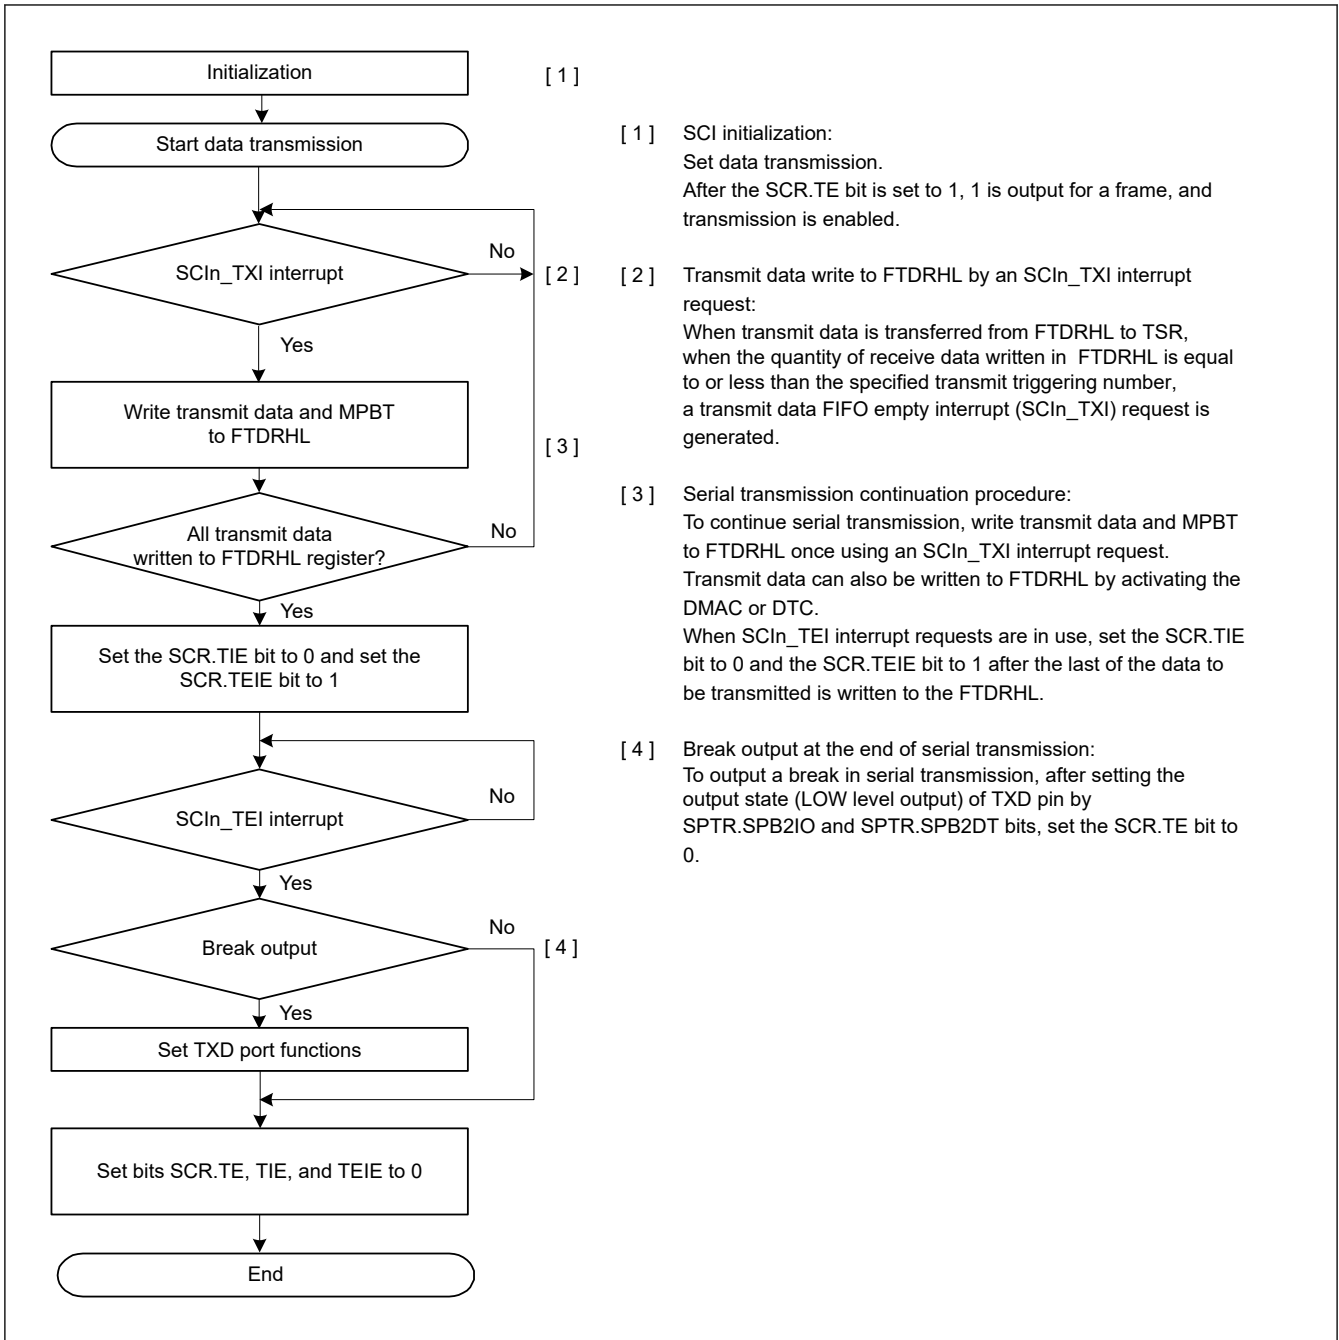 Initialization
[ 1 ]
Start data transmission
SCIn_TXI interrupt
No
[ 2 ]
Yes
Write transmit data and MPBT
to FTDRHL
[ 3 ]
All transmit data
written to FTDRHL register?
No
Yes
Set the SCR.TIE bit to 0 and set the
SCR.TEIE bit to 1
SCIn_TEI interrupt
No
Yes
Break output
No
[ 4 ]
Yes
Set TXD port functions
Set bits SCR.TE, TIE, and TEIE to 0
End
[ 1 ] SCI initialization:
Set data transmission.
After the SCR.TE bit is set to 1, 1 is output for a frame, and
transmission is enabled.
[ 2 ] Transmit data write to FTDRHL by an SCIn_TXI interrupt
request:
When transmit data is transferred from FTDRHL to TSR,
when the quantity of receive data written in FTDRHL is equal
to or less than the specified transmit triggering number,
a transmit data FIFO empty interrupt (SCIn_TXI) request is
generated.
[ 3 ] Serial transmission continuation procedure:
To continue serial transmission, write transmit data and MPBT
to FTDRHL once using an SCIn_TXI interrupt request.
Transmit data can also be written to FTDRHL by activating the
DMAC or DTC.
When SCIn_TEI interrupt requests are in use, set the SCR.TIE
bit to 0 and the SCR.TEIE bit to 1 after the last of the data to
be transmitted is written to the FTDRHL.
[ 4 ] Break output at the end of serial transmission:
To output a break in serial transmission, after setting the
output state (LOW level output) of TXD pin by
SPTR.SPB2IO and SPTR.SPB2DT bits, set the SCR.TE bit to
0.